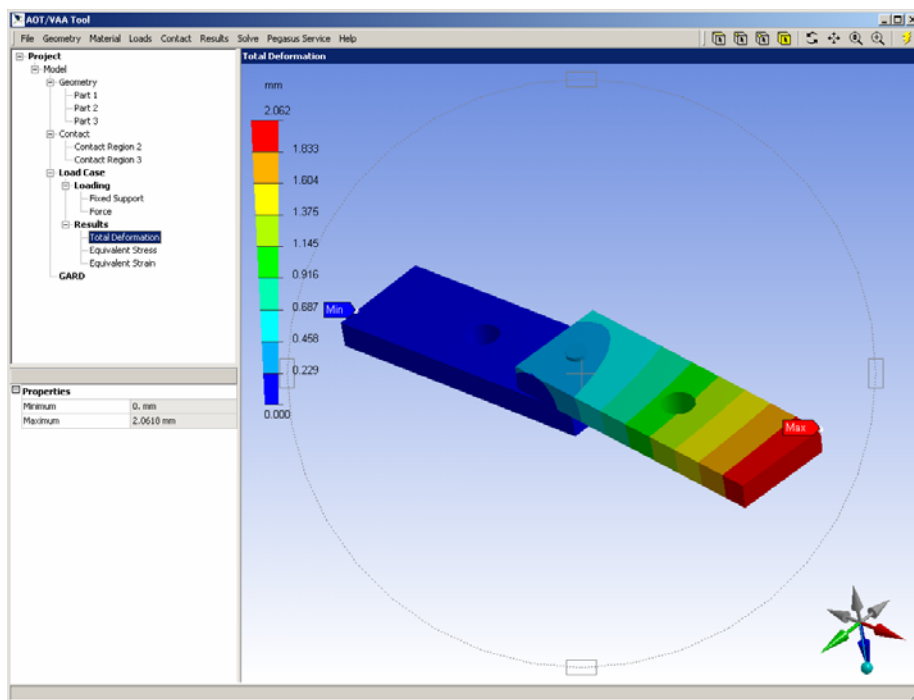 AOT/VAA Tool
File Geometry Material Loads Contact Results Solve Pegasus Service Help
Project
Model
Geometry
Part 1
Part 2
Part 3
Contact
Contact Region 2
Contact Region 3
Load Case
Loading
Fixed Support
Force
Results
Total Deformation
Equivalent Stress
Equivalent Strain
GARD
Properties
Minimum 0. mm
Maximum 2.0618 mm
Total Deformation
mm
2.062
1.833
1.604
1.375
1.145
0.916
0.687
0.458
0.229
0.000
Min
Max